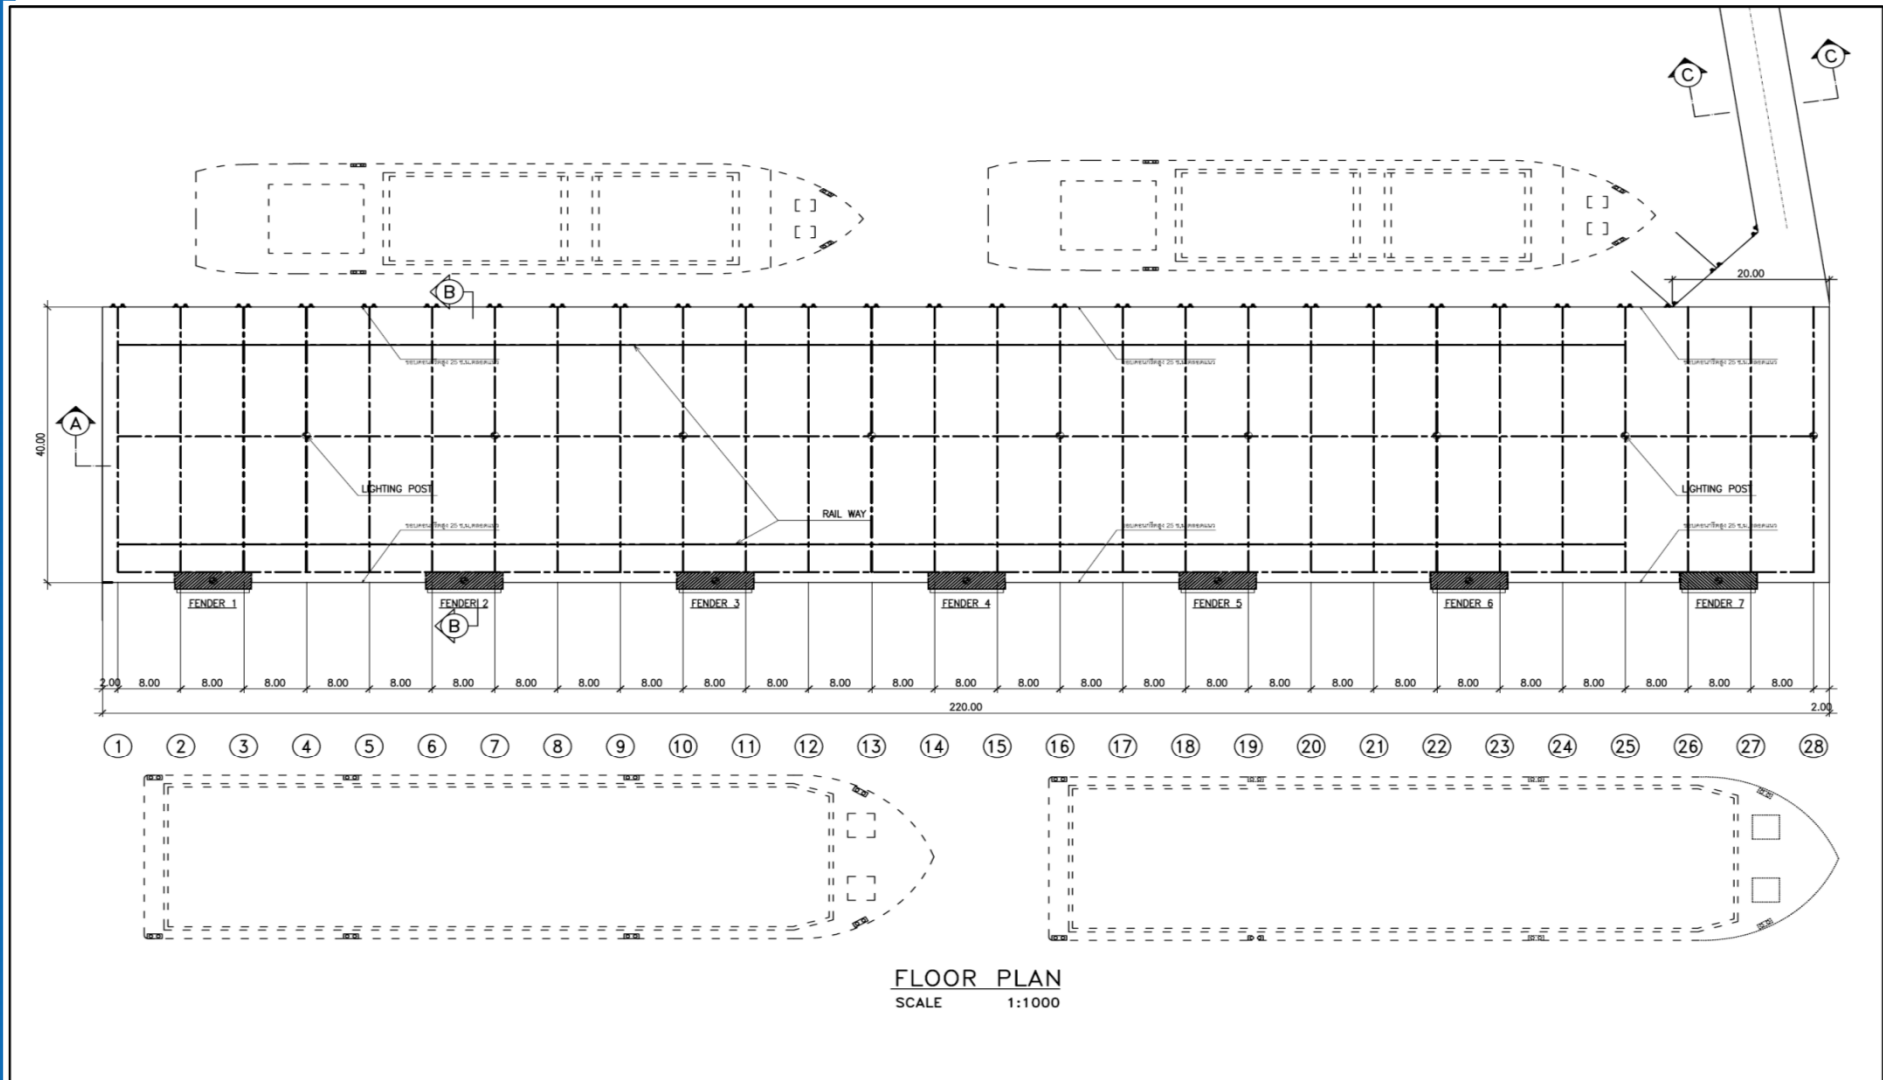 C
C
B
20.00
40.00
A
LIGHTING POST
LIGHTING POST
RAIL WAY
FENDER 1
FENDER 2
FENDER 3
FENDER 4
FENDER 5
FENDER 6
FENDER 7
B
2.00 8.00 8.00 8.00 8.00 8.00 8.00 8.00 8.00 8.00 8.00 8.00 8.00 8.00 8.00 8.00 8.00 8.00 8.00 8.00 8.00 8.00 8.00 8.00 8.00 8.00 8.00 8.00
220.00 2.00
1 2 3 4 5 6 7 8 9 10 11 12 13 14 15 16 17 18 19 20 21 22 23 24 25 26 27 28
FLOOR PLAN
SCALE 1:1000